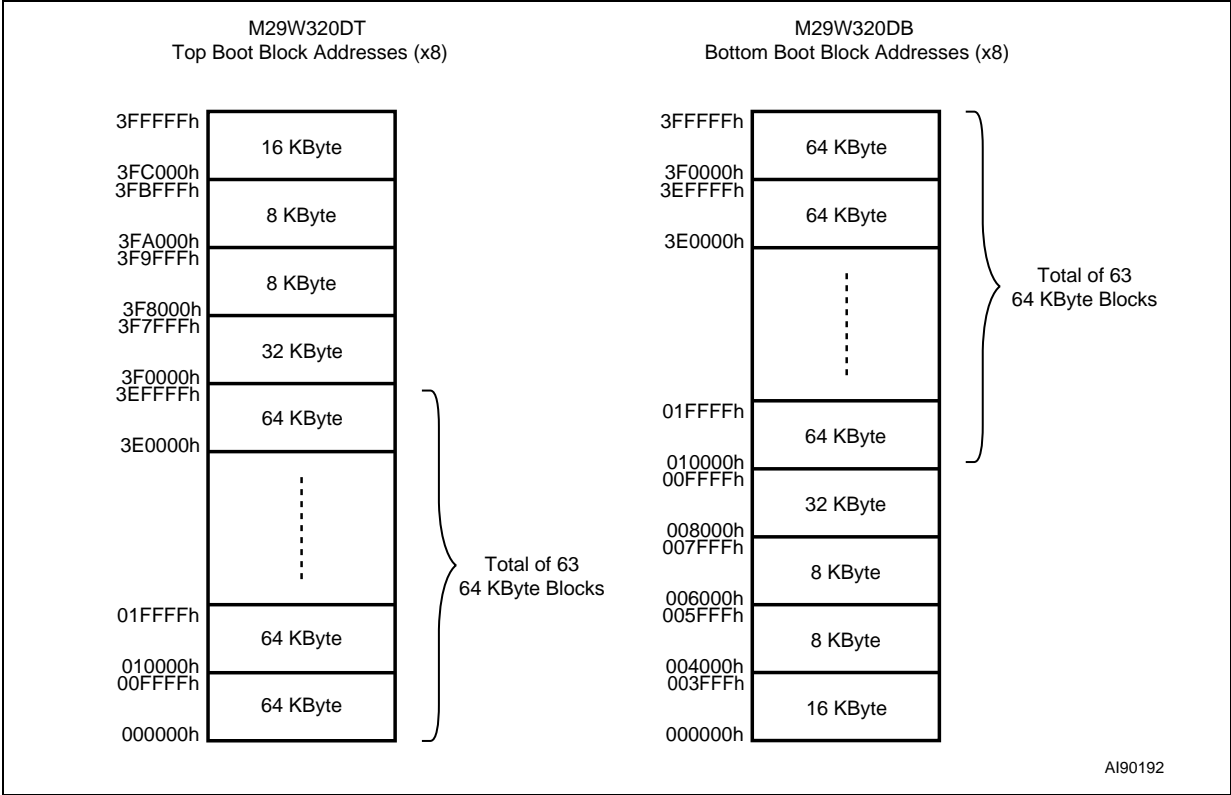 M29W320DT
Top Boot Block Addresses (x8)
3FFFFFh
16 KByte
3FC000h
3FBFFFh
8 KByte
3FA000h
3F9FFFh
8 KByte
3F8000h
3F7FFFh
32 KByte
3F0000h
3EFFFFh
64 KByte
3E0000h
Total of 63
64 KByte Blocks
01FFFFh
64 KByte
010000h
00FFFFh
64 KByte
000000h
M29W320DB
Bottom Boot Block Addresses (x8)
3FFFFFh
64 KByte
3F0000h
3EFFFFh
64 KByte
3E0000h
Total of 63
64 KByte Blocks
01FFFFh
64 KByte
010000h
00FFFFh
32 KByte
008000h
007FFFh
8 KByte
006000h
005FFFh
8 KByte
004000h
003FFFh
16 KByte
000000h
AI90192